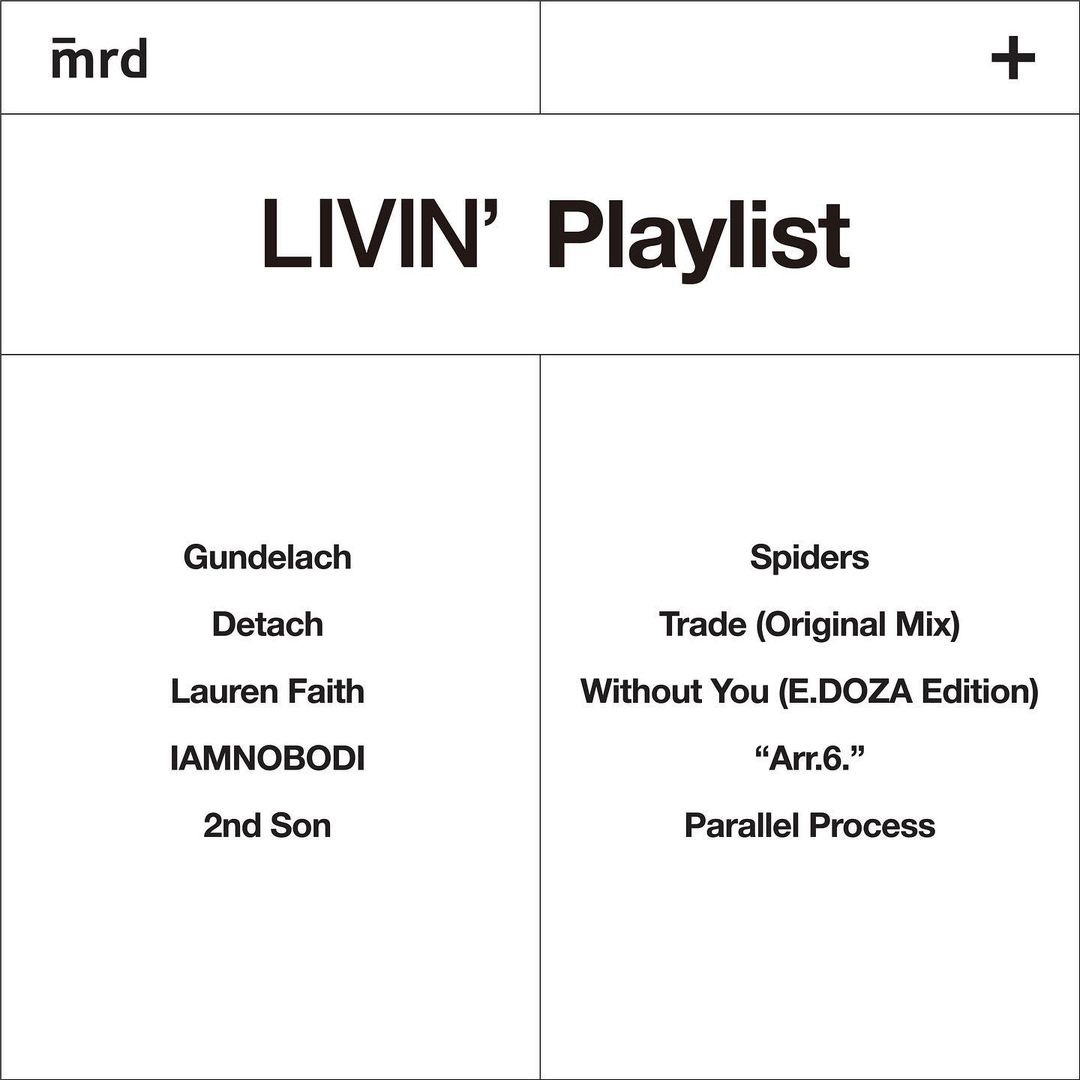 m̄rd
+
LIVIN’ Playlist
Gundelach
Spiders
Detach
Trade (Original Mix)
Lauren Faith
Without You (E.DOZA Edition)
IAMNOBODI
“Arr.6.”
2nd Son
Parallel Process